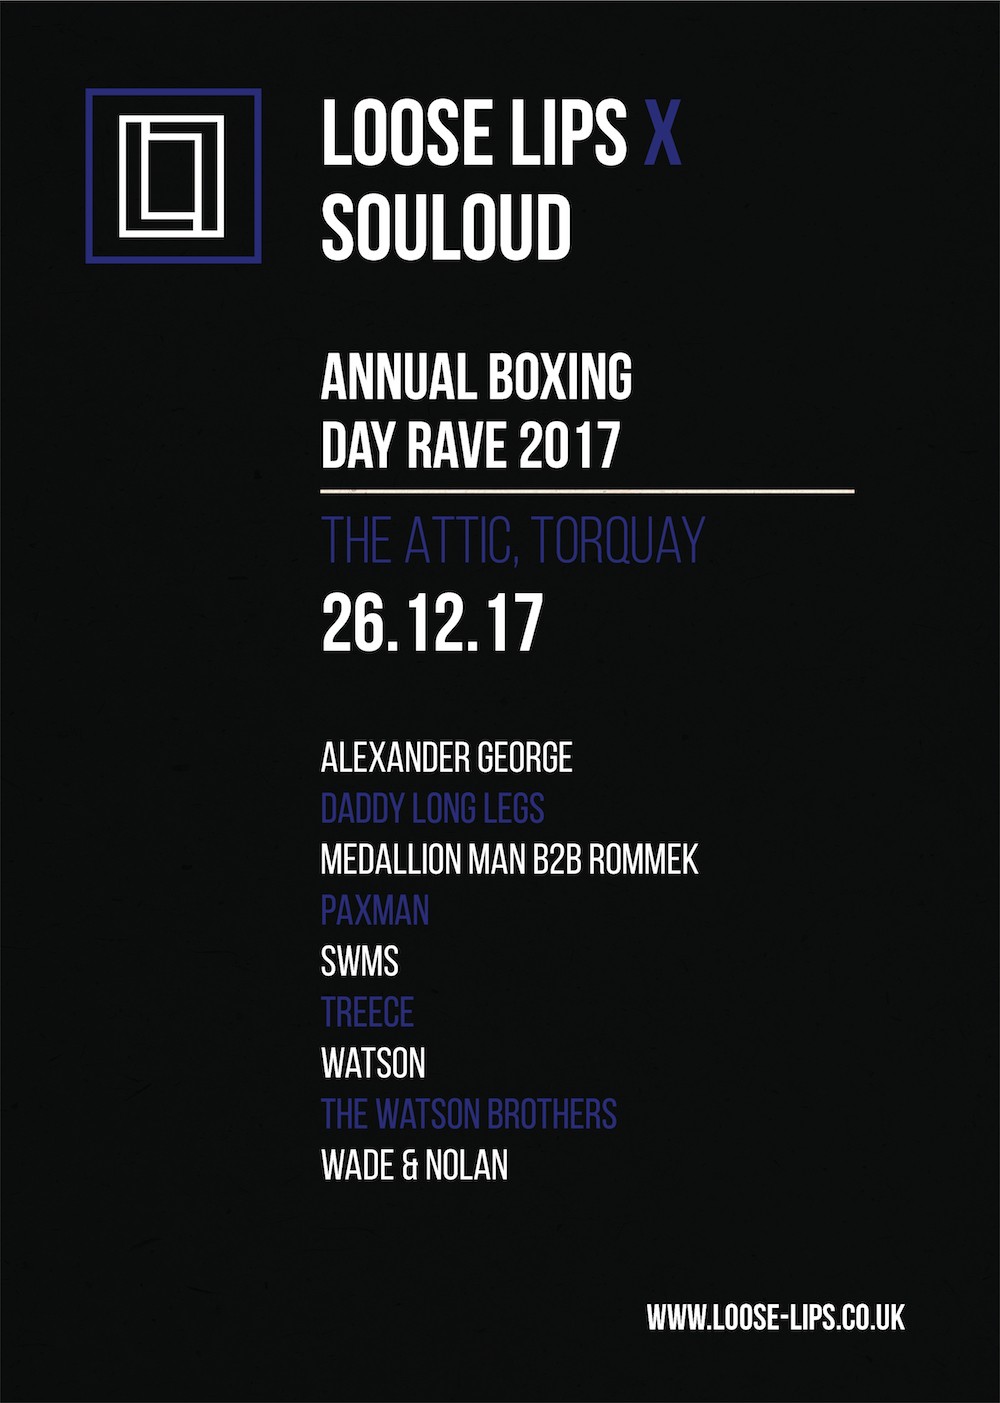 LOOSE LIPS X
SOULOUD
ANNUAL BOXING
DAY RAVE 2017
THE ATTIC, TORQUAY
26.12.17
ALEXANDER GEORGE
DADDY LONG LEGS
MEDALLION MAN B2B ROMMEK
PAXMAN
SWMS
TREECE
WATSON
THE WATSON BROTHERS
WADE & NOLAN
WWW.LOOSE-LIPS.CO.UK